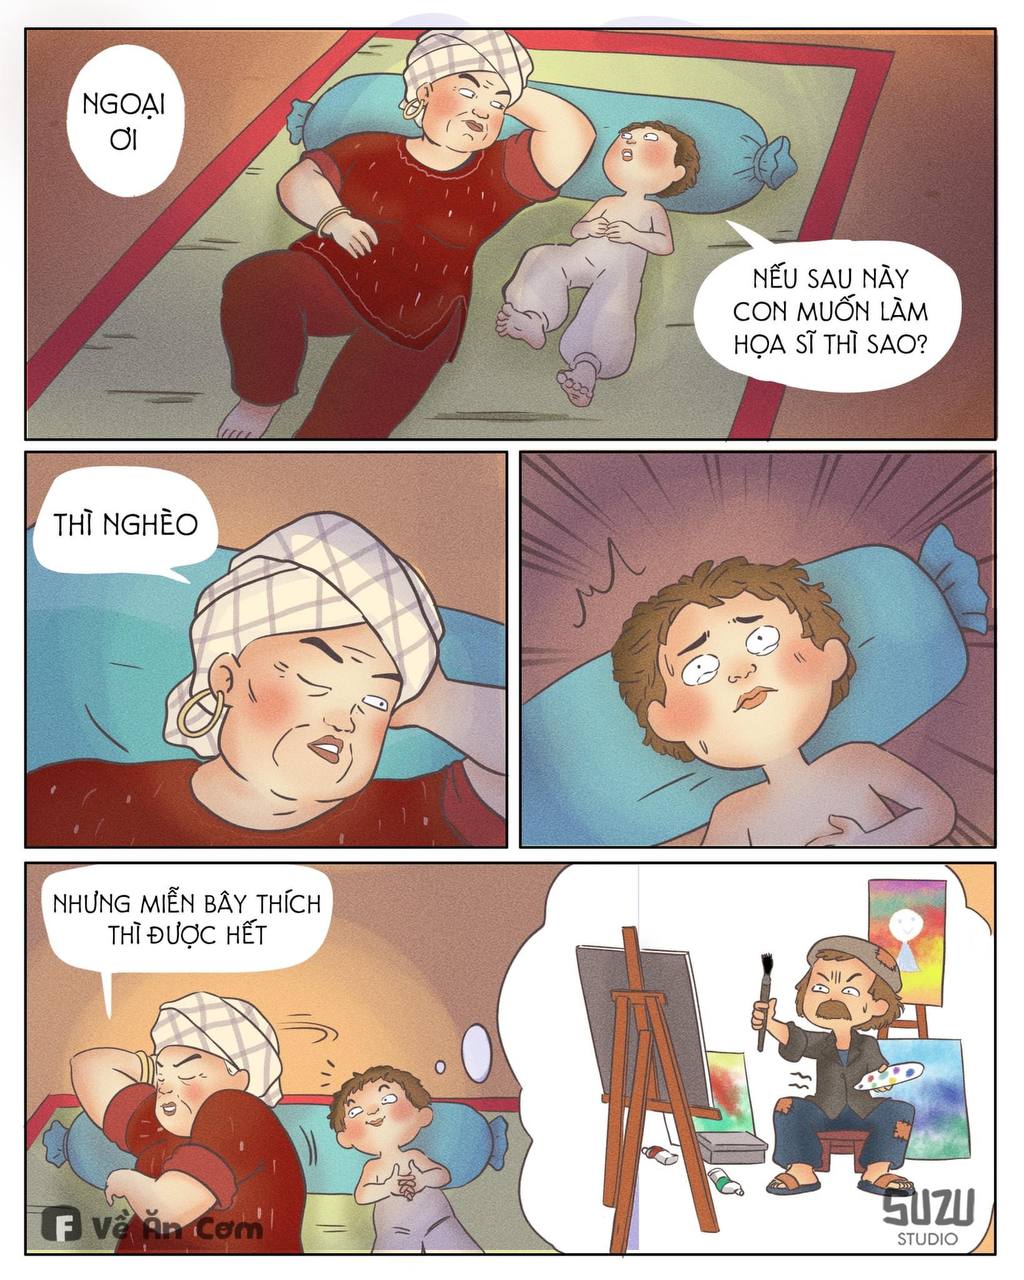 NGOẠI
ƠI
NẾU SAU NÀY
CON MUỐN LÀM
HỌA SĨ THÌ SAO?
THÌ NGHÈO
NHƯNG MIỄN BÂY THÍCH
THÌ ĐƯỢC HẾT
Về Ăn Cơm
SUZU
STUDIO